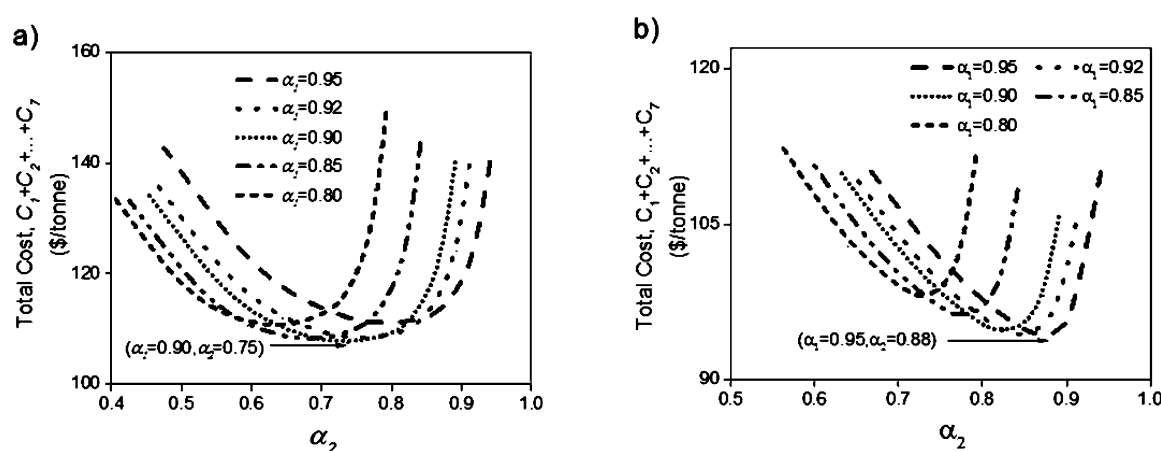 a)
Total Cost, C₁+C₂+...+C₇
($/tonne)
160
140
120
100
α₁=0.95
α₁=0.92
α₁=0.90
α₁=0.85
α₁=0.80
(α₁=0.90,α₂=0.75)
0.4 0.5 0.6 0.7 0.8 0.9 1.0
α₂
b)
Total Cost, C₁+C₂+...+C₇
($/tonne)
120
105
90
α₁=0.95 α₁=0.92
α₁=0.90 α₁=0.85
α₁=0.80
(α₁=0.95,α₂=0.88)
0.5 0.6 0.7 0.8 0.9 1.0
α₂